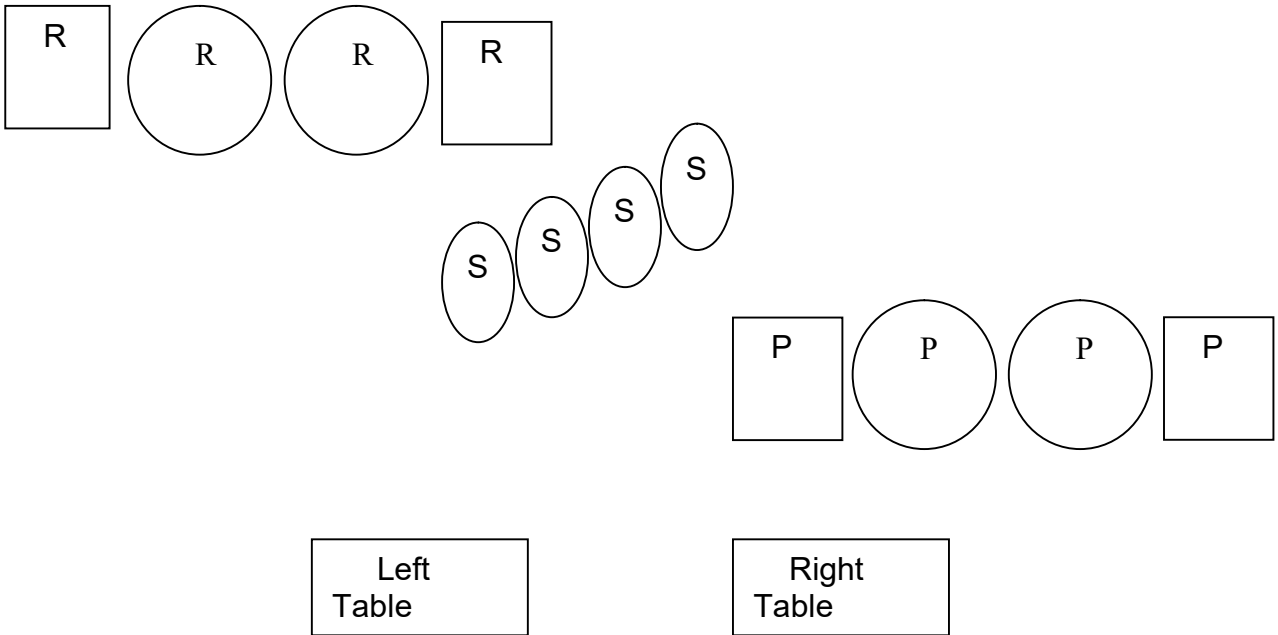 R R R R
S
S
S
S
P P P P
Left Right
Table Table